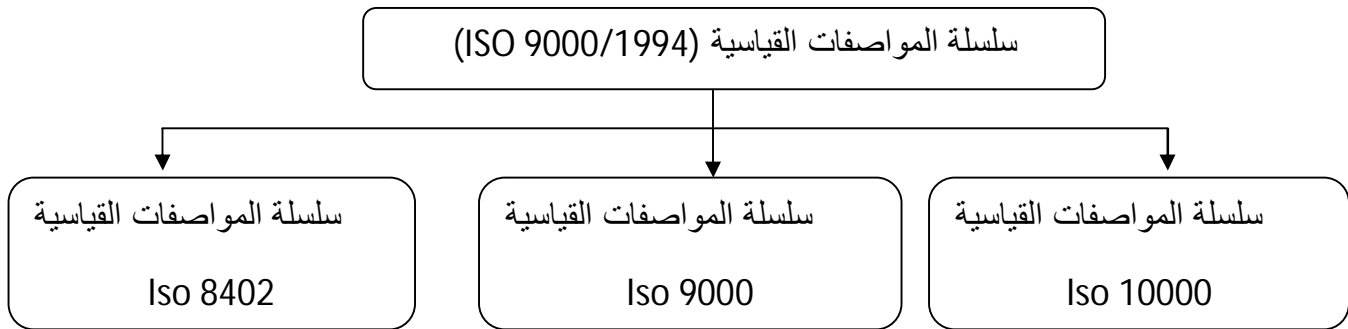 سلسلة المواصفات القياسية (ISO 9000/1994)
سلسلة المواصفات القياسية
Iso 10000
سلسلة المواصفات القياسية
Iso 9000
سلسلة المواصفات القياسية
Iso 8402